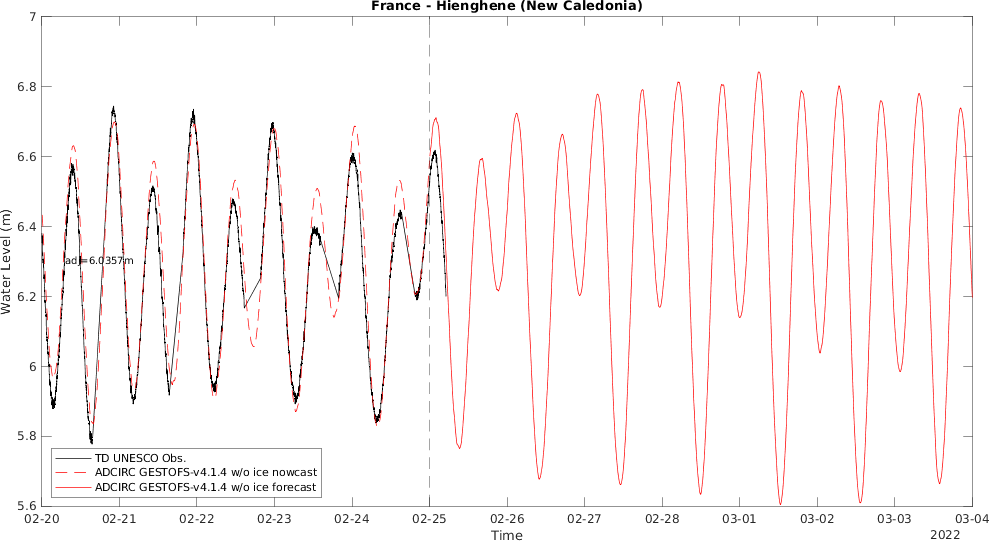 France - Hienghene (New Caledonia)
7
6.8
6.6
6.4
6.2
6
5.8
5.6
Water Level (m)
adj=6.0357m
TD UNESCO Obs.
ADCIRC GESTOFS-v4.1.4 w/o ice nowcast
ADCIRC GESTOFS-v4.1.4 w/o ice forecast
02-20 02-21 02-22 02-23 02-24 02-25 02-26 02-27 02-28 03-01 03-02 03-03 03-04
Time
2022